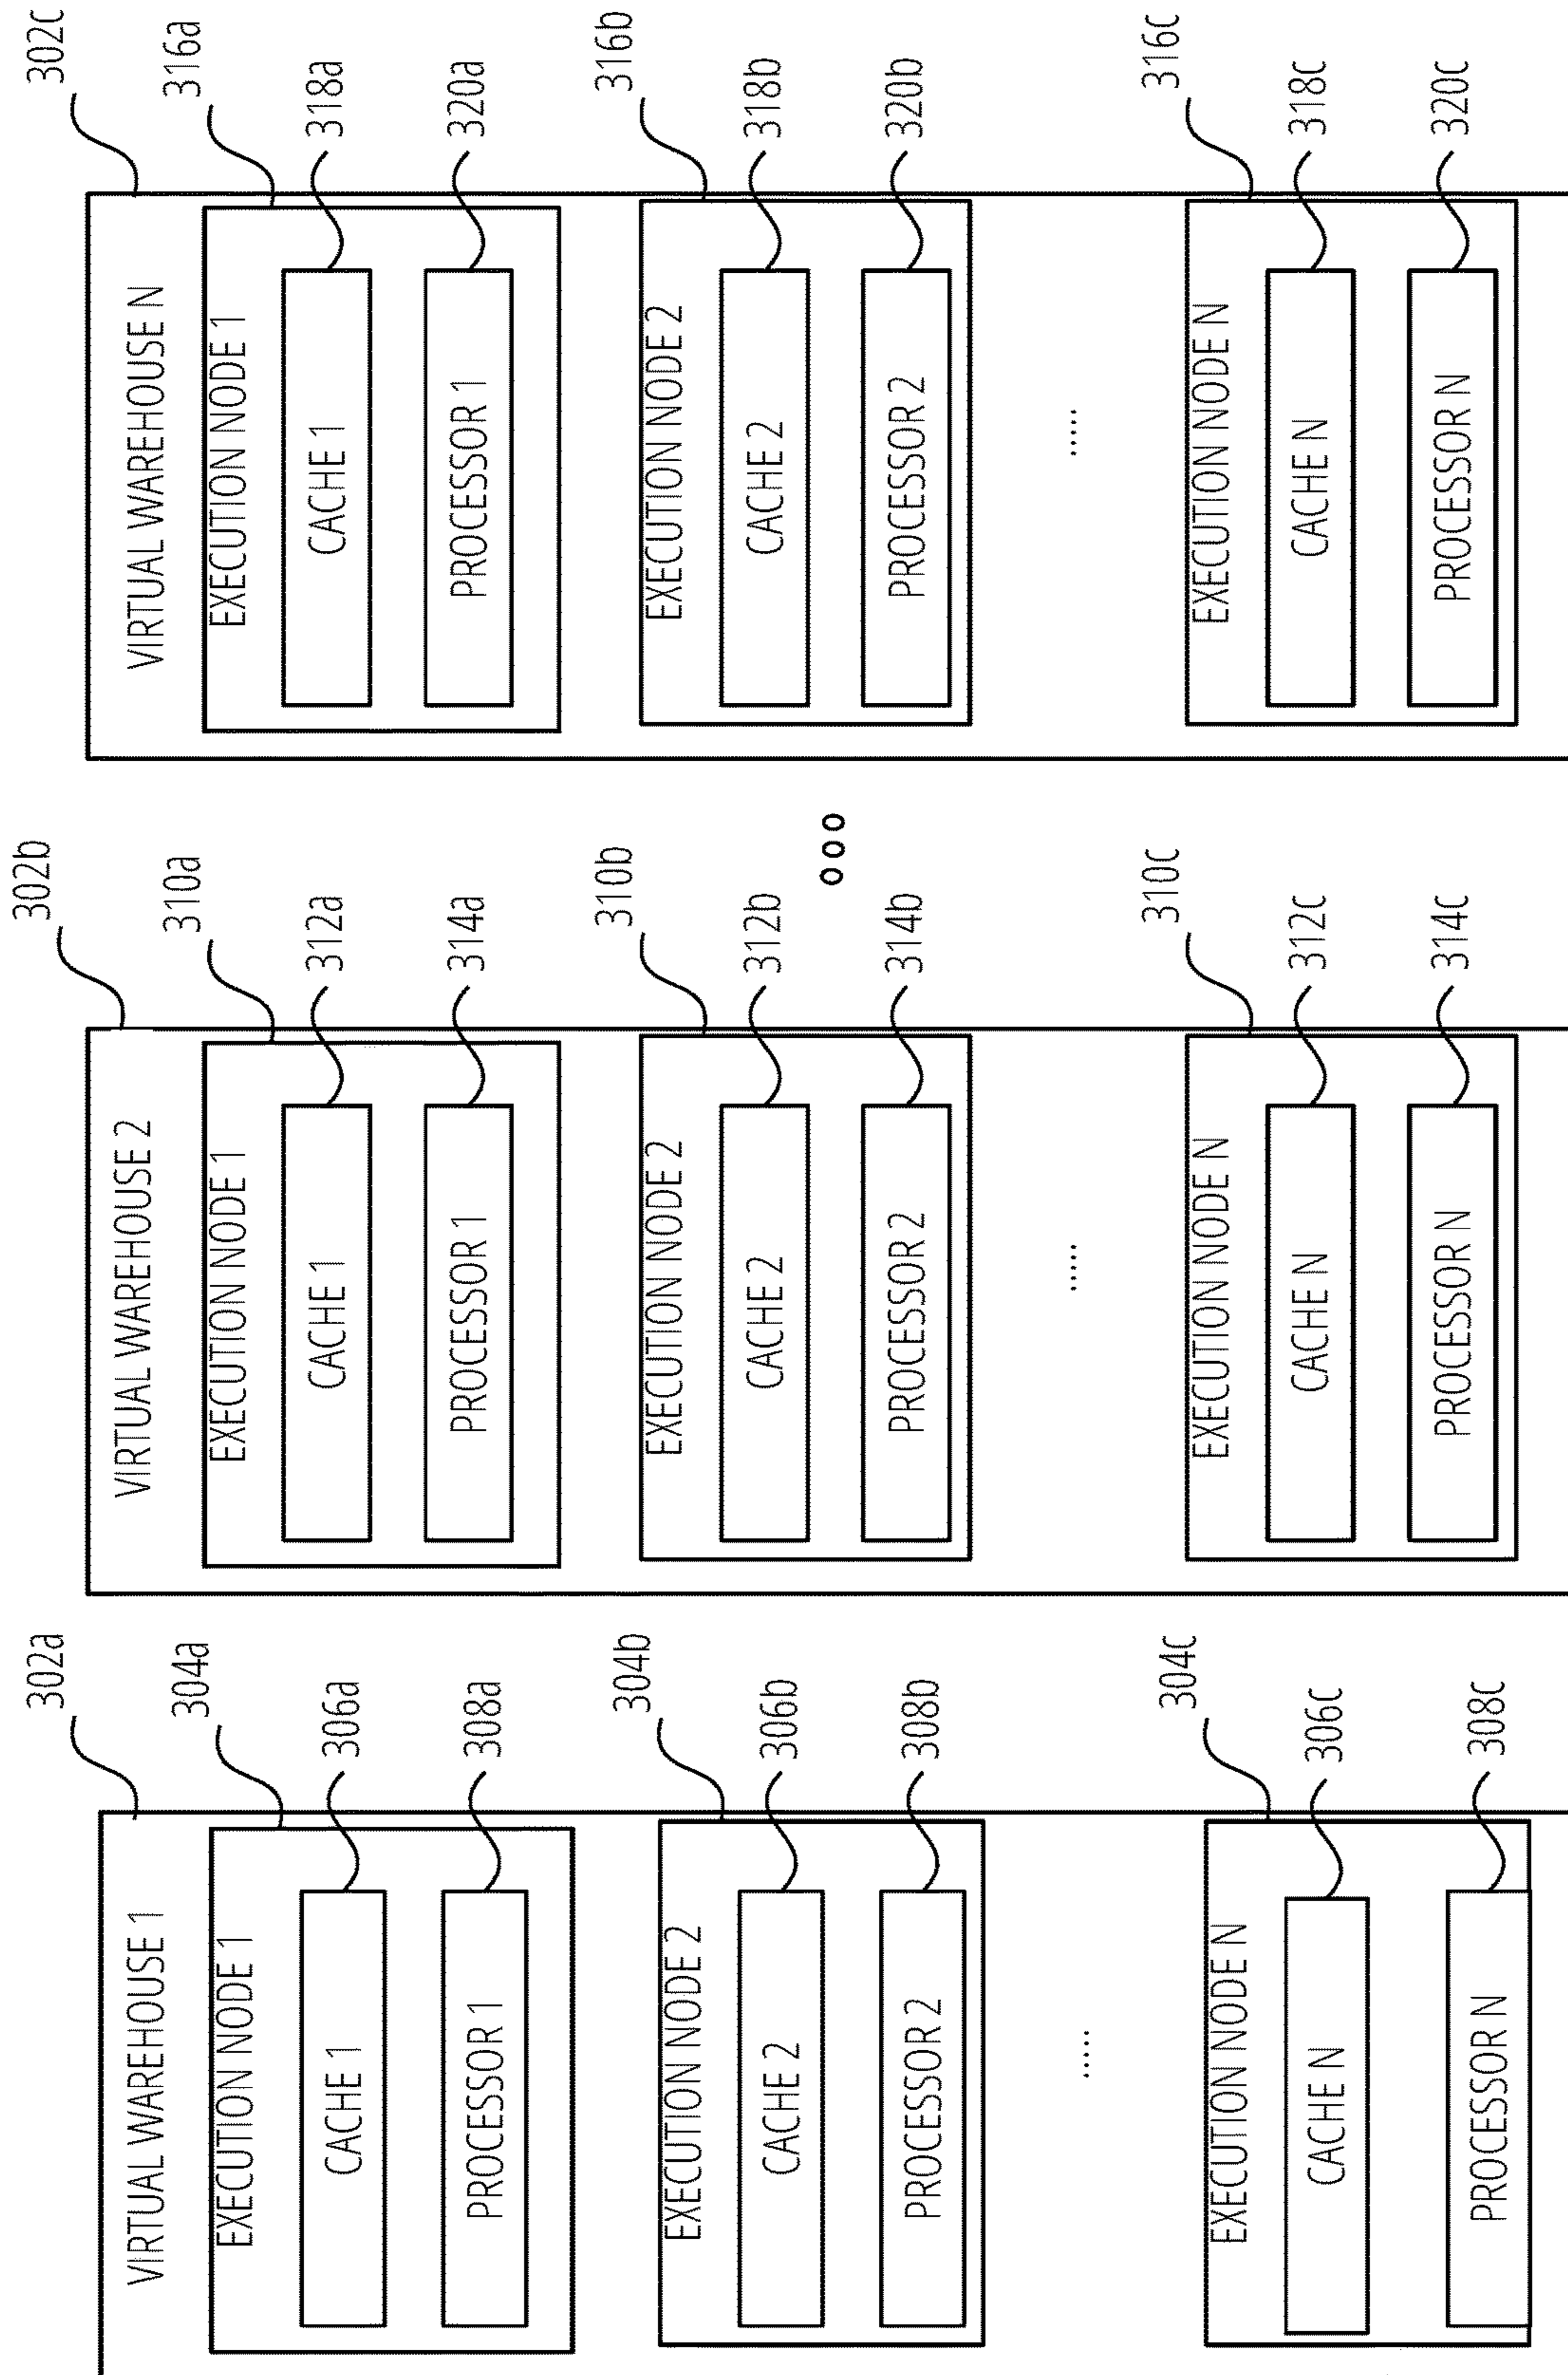 VIRTUAL WAREHOUSE 1
302a
EXECUTION NODE 1
304a
CACHE 1
306a
PROCESSOR 1
308a
EXECUTION NODE 2
304b
CACHE 2
306b
PROCESSOR 2
308b
.....
EXECUTION NODE N
304c
CACHE N
306c
PROCESSOR N
308c
VIRTUAL WAREHOUSE 2
302b
EXECUTION NODE 1
310a
CACHE 1
312a
PROCESSOR 1
314a
EXECUTION NODE 2
310b
CACHE 2
312b
PROCESSOR 2
314b
.....
EXECUTION NODE N
310c
CACHE N
312c
PROCESSOR N
314c
ooo
VIRTUAL WAREHOUSE N
302c
EXECUTION NODE 1
316a
CACHE 1
318a
PROCESSOR 1
320a
EXECUTION NODE 2
316b
CACHE 2
318b
PROCESSOR 2
320b
.....
EXECUTION NODE N
316c
CACHE N
318c
PROCESSOR N
320c